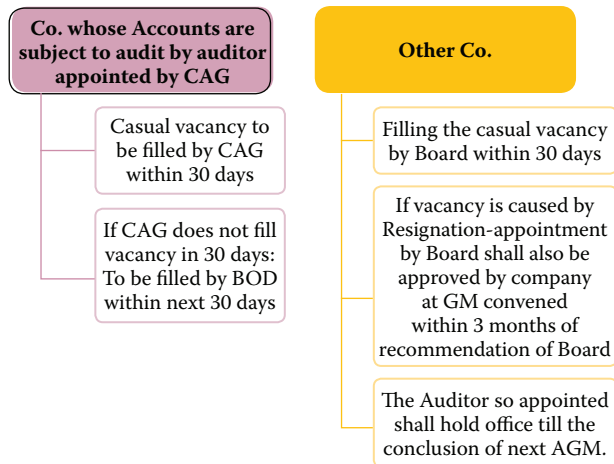 Co. whose Accounts are
subject to audit by auditor
appointed by CAG
Casual vacancy to
be filled by CAG
within 30 days
If CAG does not fill
vacancy in 30 days:
To be filled by BOD
within next 30 days
Other Co.
Filling the casual vacancy
by Board within 30 days
If vacancy is caused by
Resignation-appointment
by Board shall also be
approved by company
at GM convened
within 3 months of
recommendation of Board
The Auditor so appointed
shall hold office till the
conclusion of next AGM.